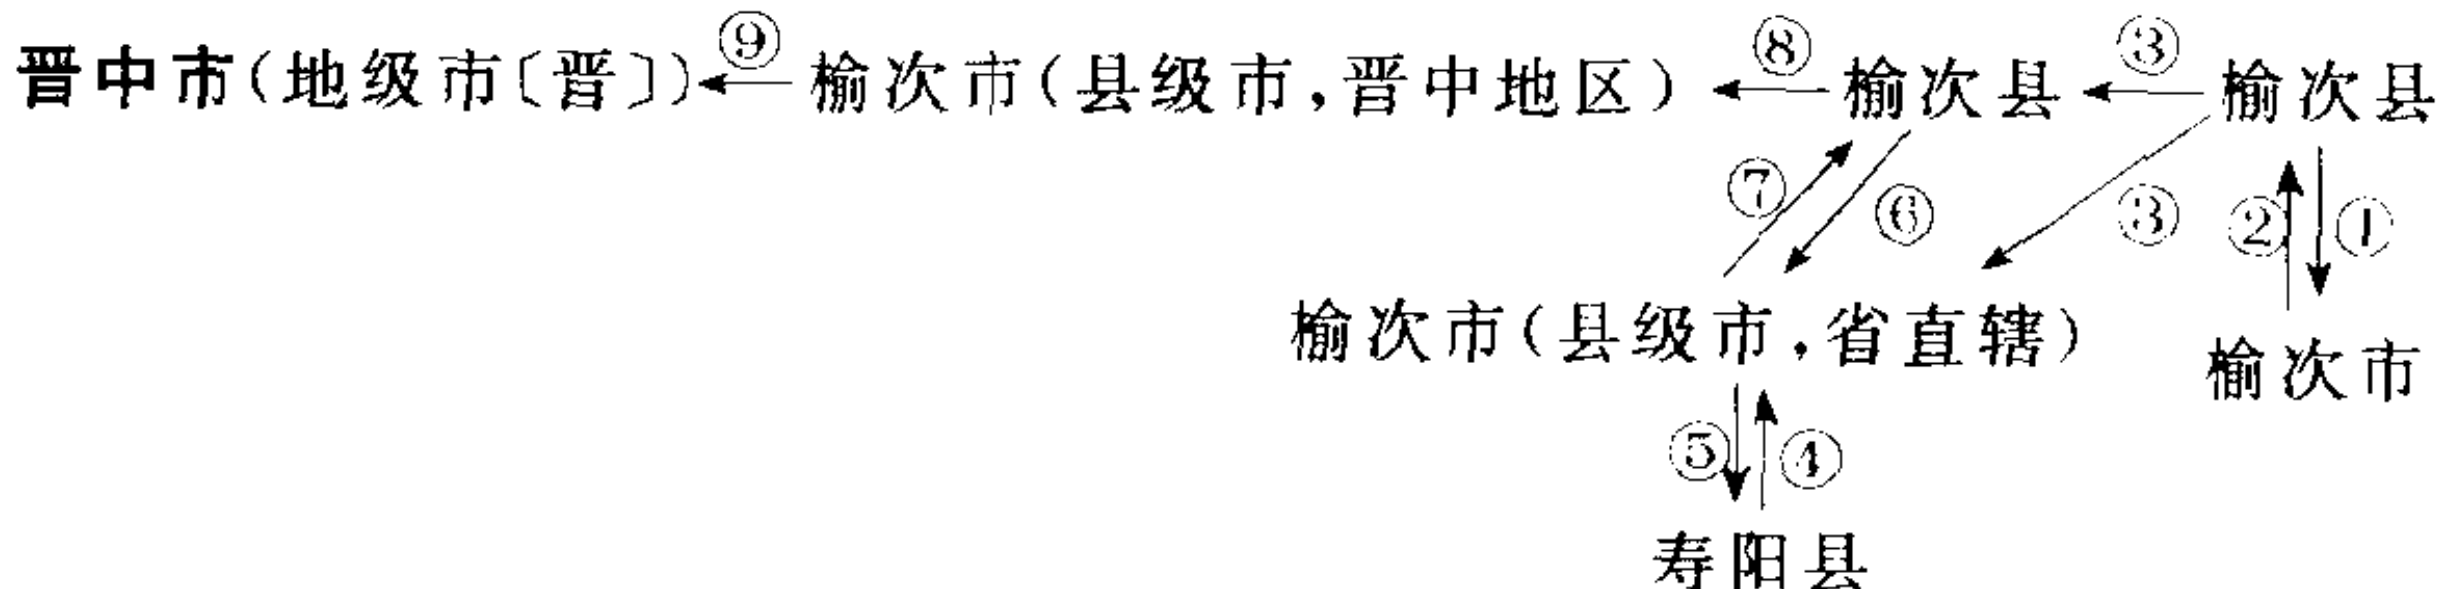 晋中市(地级市〔晋〕) ⑨ 榆次市(县级市,晋中地区) ⑧ 榆次县 ③ 榆次县
⑦ ⑥ ③ ② ①
榆次市(县级市,省直辖) 榆次市
⑤ ④
寿阳县